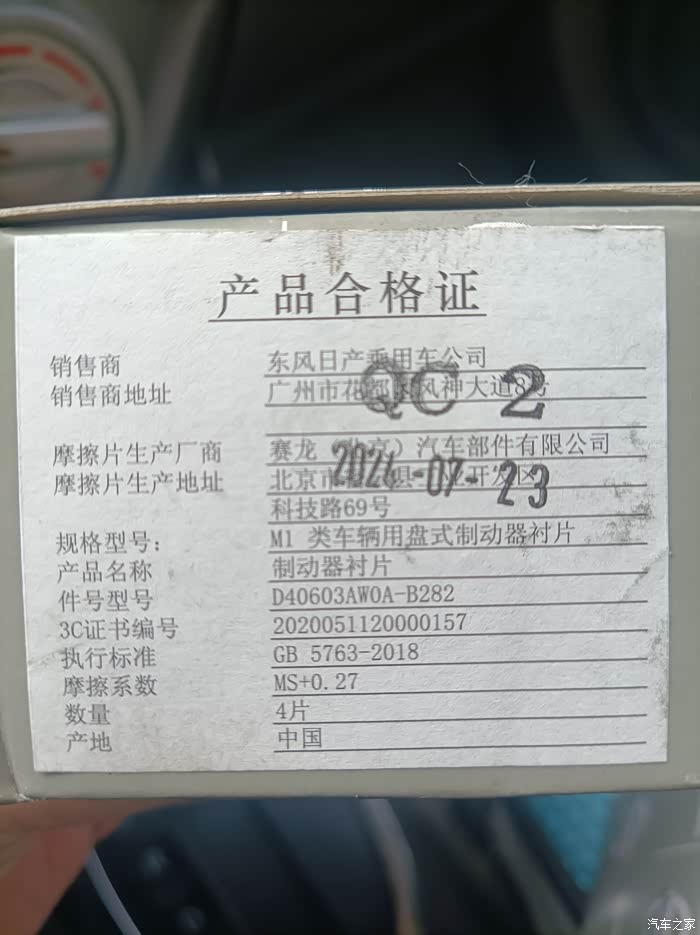 产品合格证
销售商 东风日产乘用车公司
销售商地址 广州市花都 风神大道8号
QC 2
摩擦片生产厂商 赛龙（北京）汽车部件有限公司
摩擦片生产地址 北京市 县 开发区
2024-07-23
科技路69号
规格型号： M1 类车辆用盘式制动器衬片
产品名称 制动器衬片
件号型号 D40603AW0A-B282
3C证书编号 2020051120000157
执行标准 GB 5763-2018
摩擦系数 MS+0.27
数量 4片
产地 中国
汽车之家